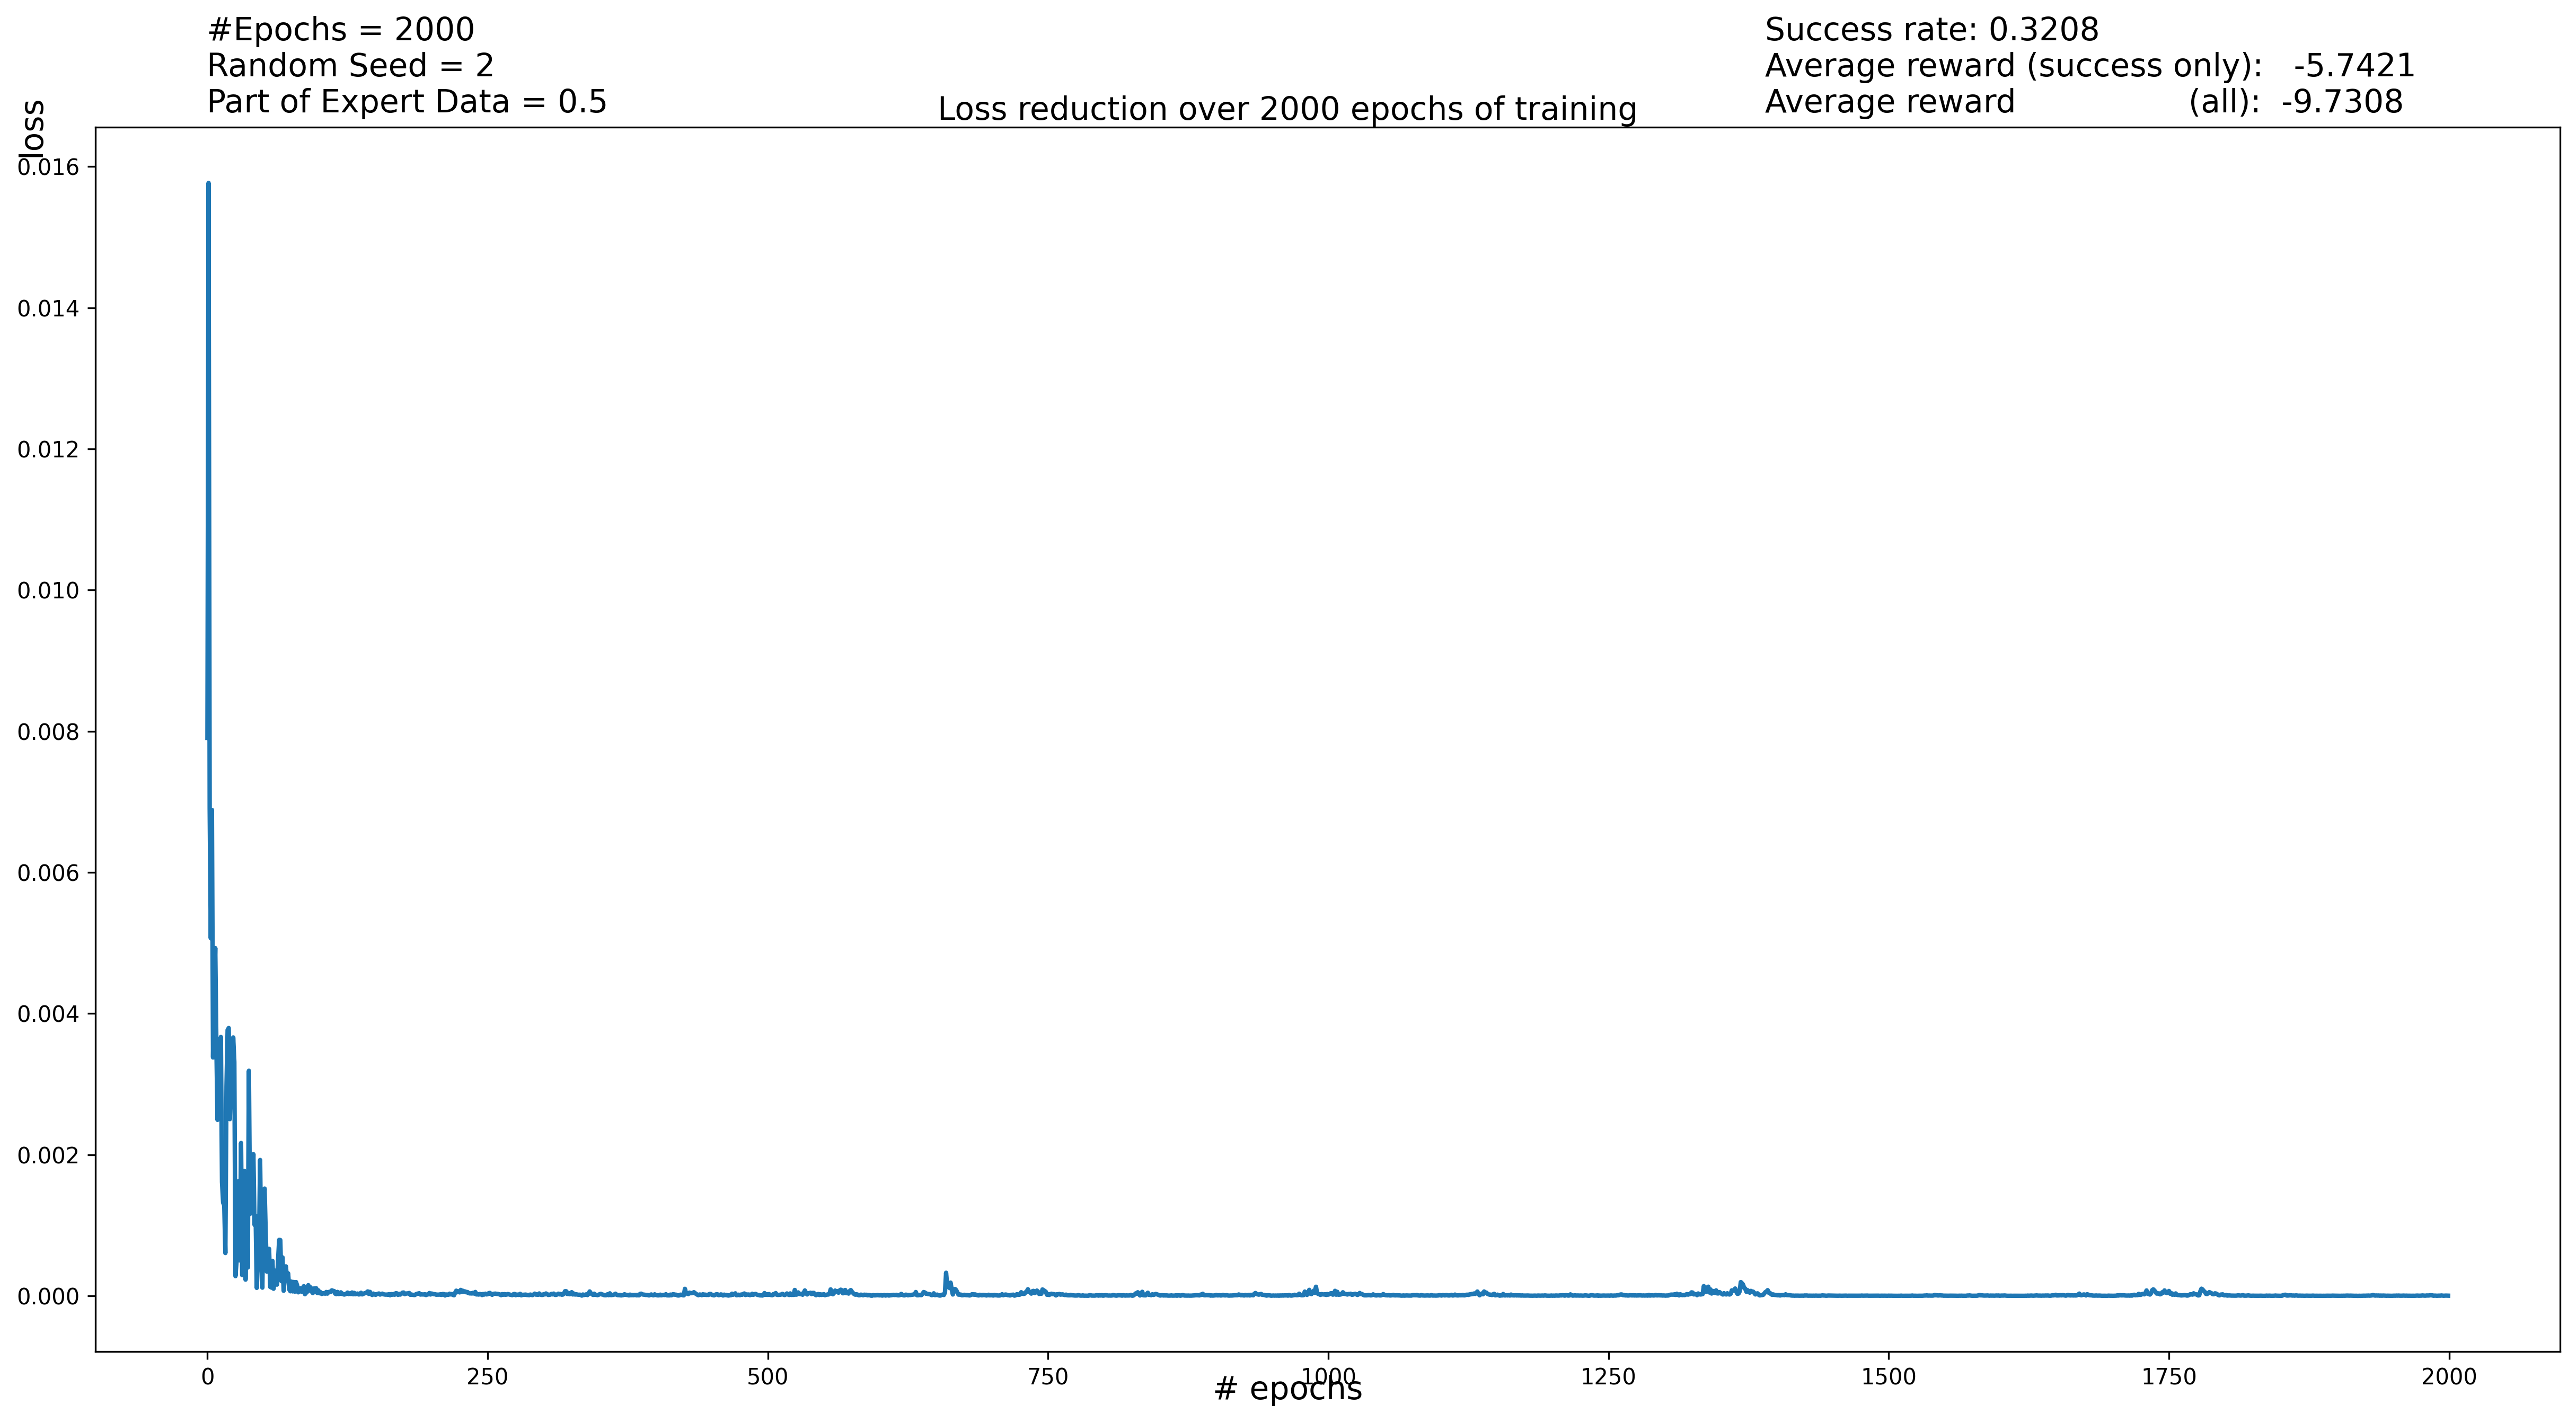 #Epochs = 2000
Random Seed = 2
Part of Expert Data = 0.5
Success rate: 0.3208
Average reward (success only): -5.7421
Average reward (all): -9.7308
Loss reduction over 2000 epochs of training
loss
0.016
0.014
0.012
0.010
0.008
0.006
0.004
0.002
0.000
0 250 500 750 1000 1250 1500 1750 2000
# epochs